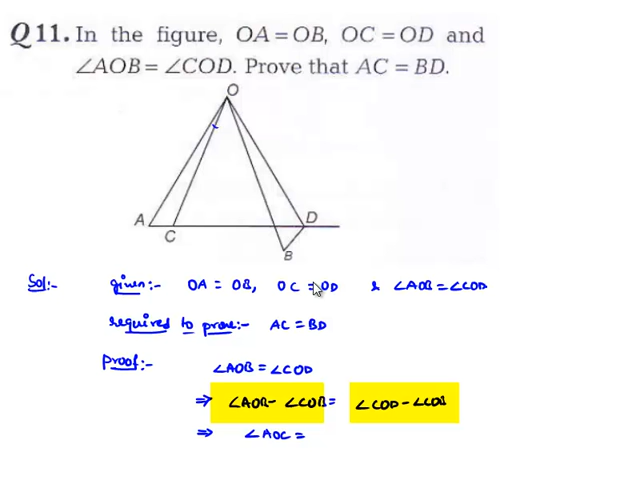 Q11. In the figure, OA = OB, OC = OD and
∠AOB = ∠COD. Prove that AC = BD.
O
A
D
C
B
Sol:- given:- OA = OB, OC = OD & ∠AOB = ∠COD
required to prove:- AC = BD
Proof:- ∠AOB = ∠COD
⇒ ∠AOB - ∠COB = ∠COD - ∠COB
⇒ ∠AOC =